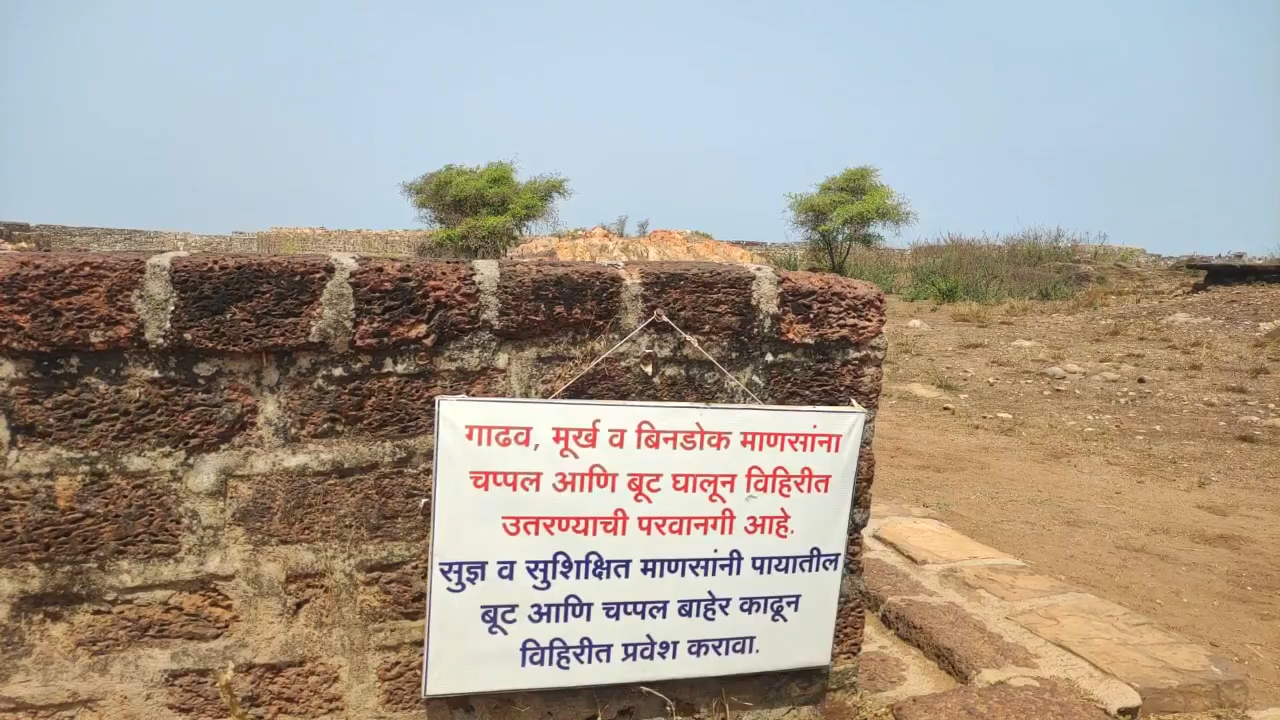 गाढव, मूर्ख व बिनडोक माणसांना
चप्पल आणि बूट घालून विहिरीत
उतरण्याची परवानगी आहे.
सुज्ञ व सुशिक्षित माणसांनी पायातील
बूट आणि चप्पल बाहेर काढून
विहिरीत प्रवेश करावा.